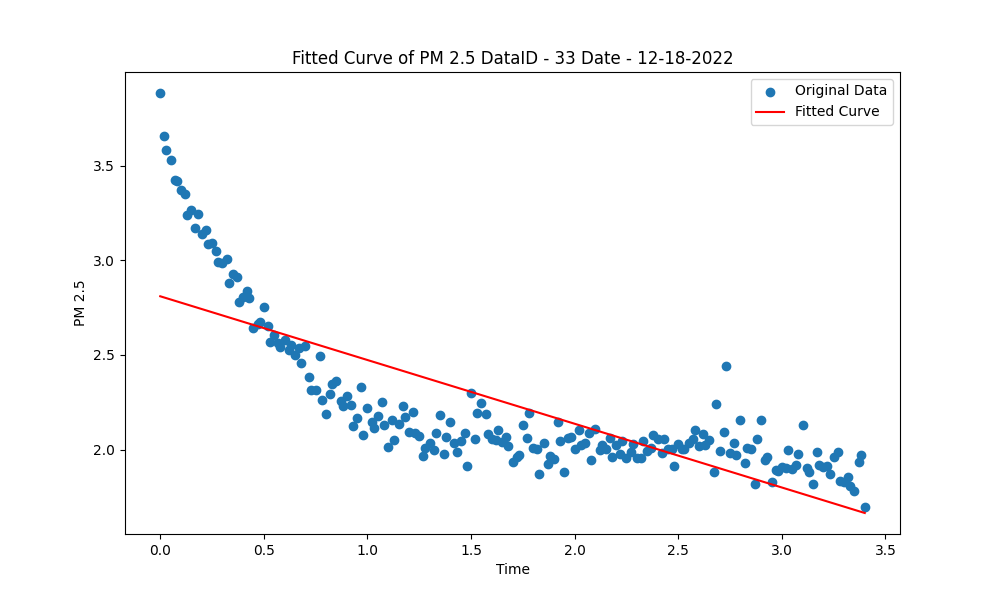 Fitted Curve of PM 2.5 DataID - 33 Date - 12-18-2022
Original Data
Fitted Curve
PM 2.5
3.5
3.0
2.5
2.0
0.0 0.5 1.0 1.5 2.0 2.5 3.0 3.5
Time